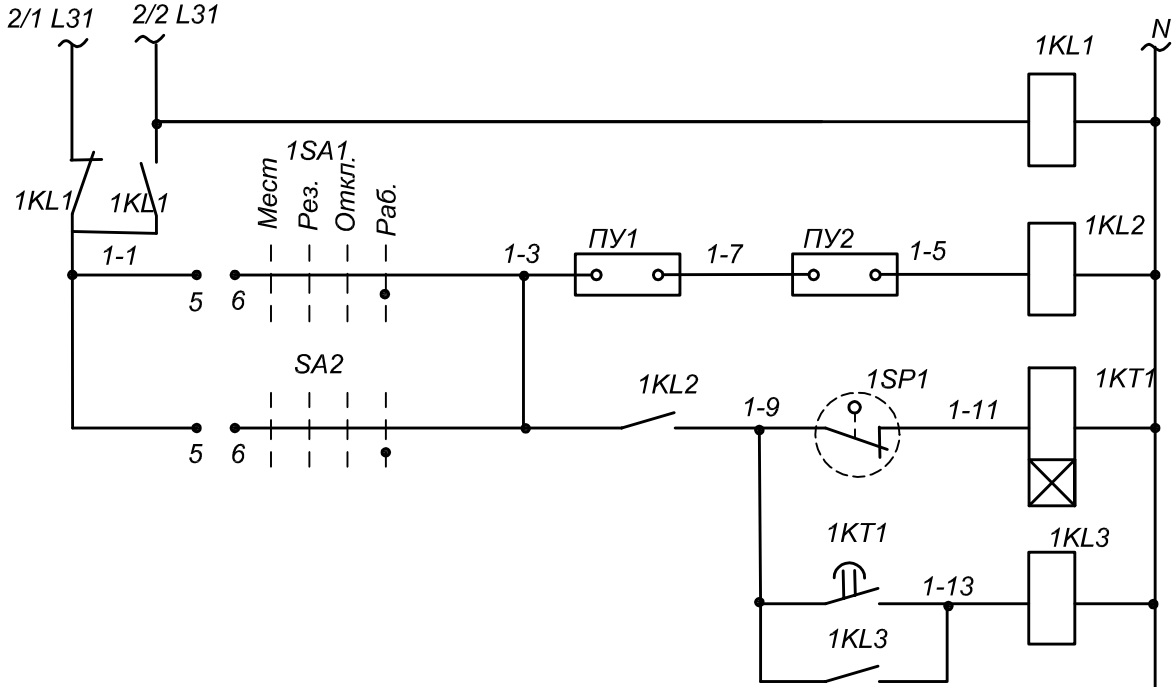 2/1 L31
2/2 L31
N
1KL1
1SA1
Мест
Рез.
Откл.
Раб.
1KL1
1KL1
1KL2
ПУ1
ПУ2
1-1
1-3
1-7
1-5
5
6
SA2
1KL2
1SP1
1KT1
1-9
1-11
5
6
1KT1
1KL3
1-13
1KL3